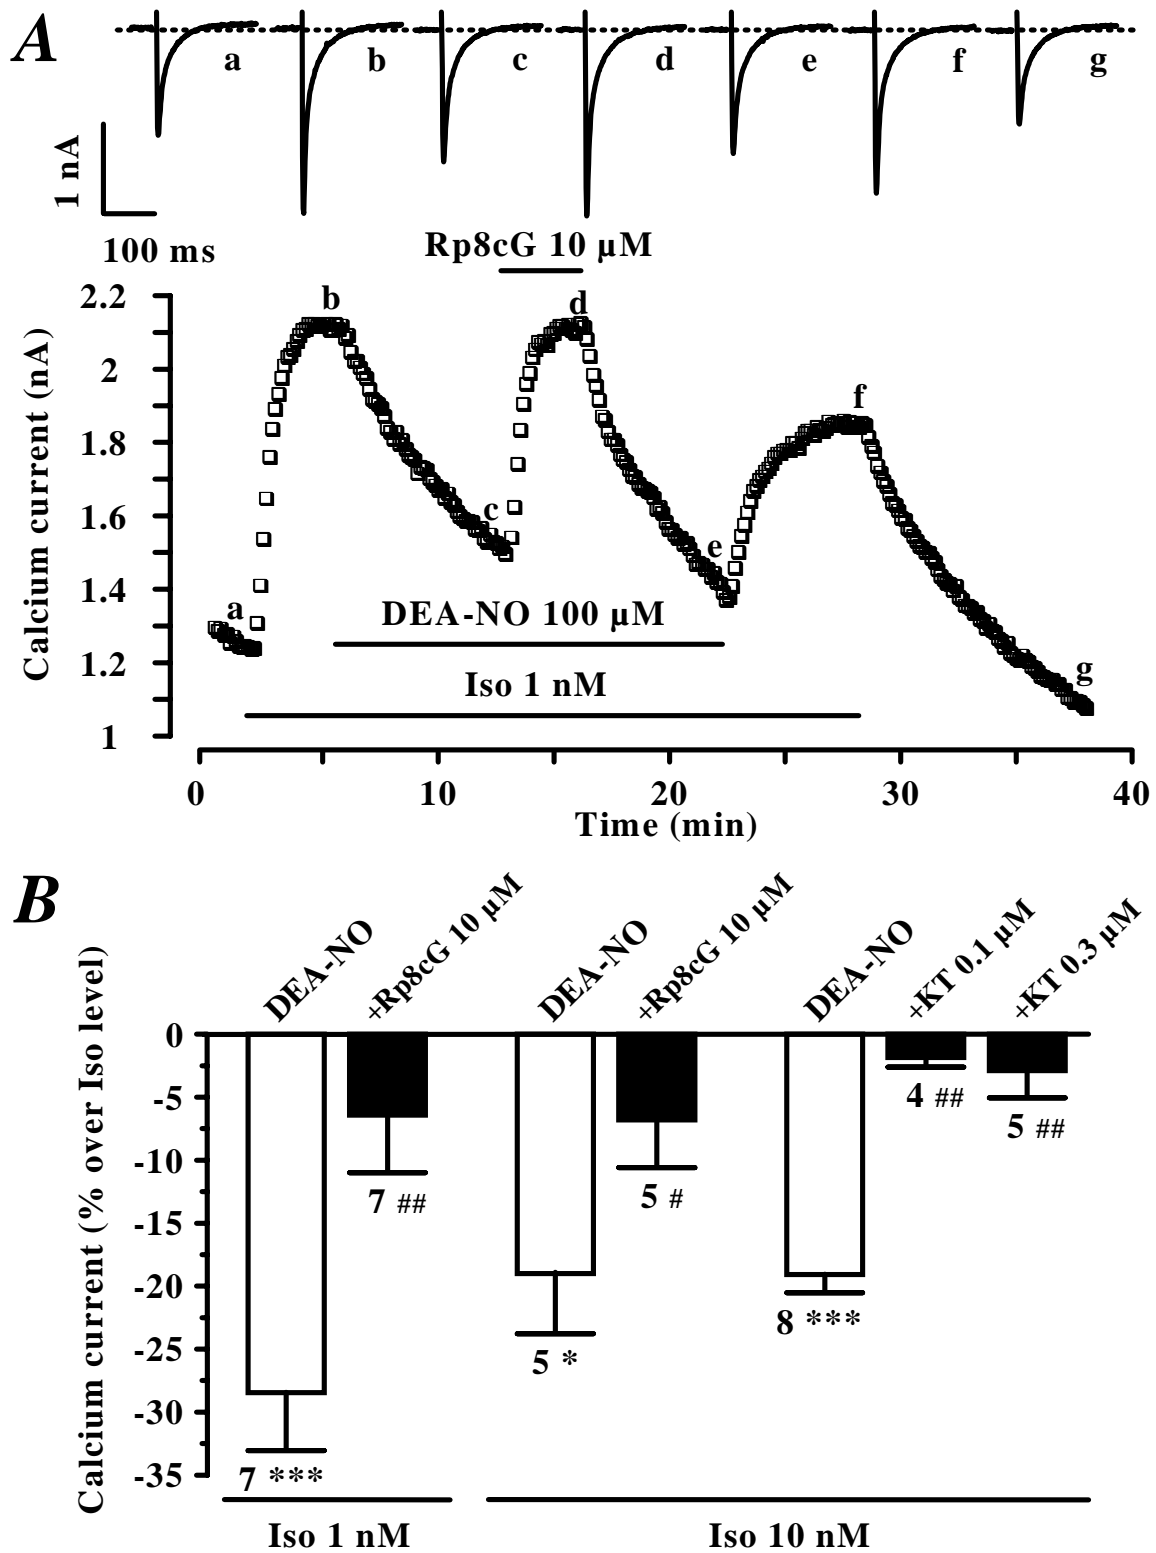 A
a b c d e f g
1 nA
100 ms
Rp8cG 10 µM
Calcium current (nA)
2.2
2
1.8
1.6
1.4
1.2
1
b
d
f
c
e
a
g
DEA-NO 100 µM
Iso 1 nM
0 10 20 30 40
Time (min)
B
DEA-NO
+Rp8cG 10 µM
DEA-NO
+Rp8cG 10 µM
DEA-NO
+KT 0.1 µM
+KT 0.3 µM
Calcium current (% over Iso level)
0
-5
-10
-15
-20
-25
-30
-35
7 ***
7 ##
5 *
5 #
8 ***
4 ##
5 ##
Iso 1 nM
Iso 10 nM